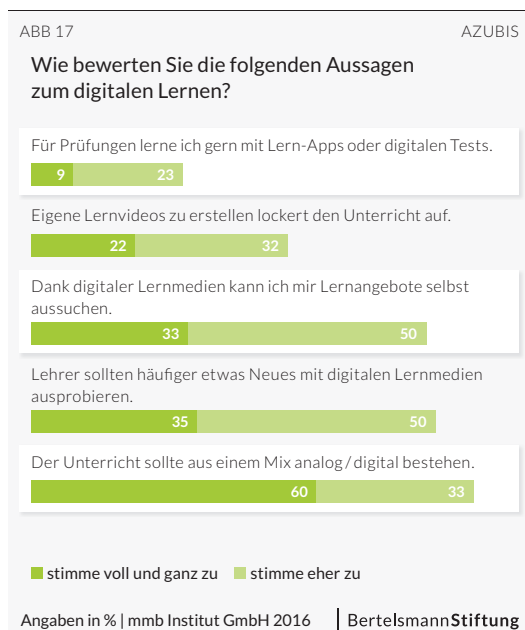 ABB 17 AZUBIS
Wie bewerten Sie die folgenden Aussagen
zum digitalen Lernen?
Für Prüfungen lerne ich gern mit Lern-Apps oder digitalen Tests.
9 23
Eigene Lernvideos zu erstellen lockert den Unterricht auf.
22 32
Dank digitaler Lernmedien kann ich mir Lernangebote selbst
aussuchen.
33 50
Lehrer sollten häufiger etwas Neues mit digitalen Lernmedien
ausprobieren.
35 50
Der Unterricht sollte aus einem Mix analog / digital bestehen.
60 33
stimme voll und ganz zu stimme eher zu
Angaben in % | mmb Institut GmbH 2016 | BertelsmannStiftung